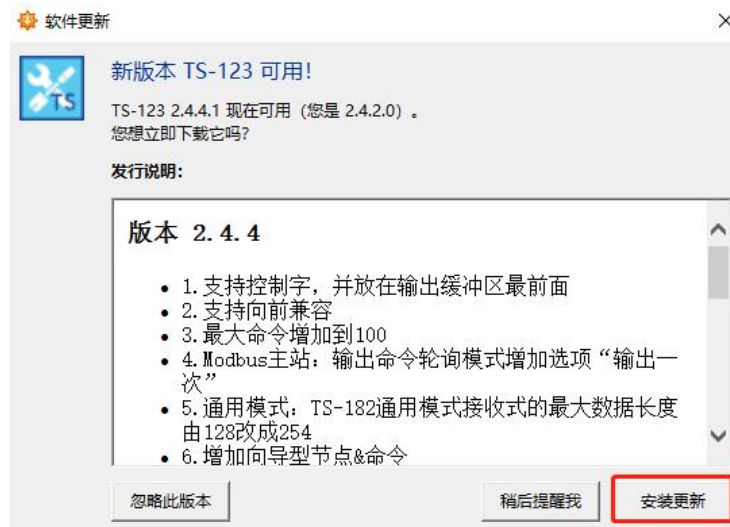 软件更新
TS
新版本 TS-123 可用!
TS-123 2.4.4.1 现在可用（您是 2.4.2.0）。
您想立即下载它吗?
发行说明:
版本 2.4.4
• 1.支持控制字，并放在输出缓冲区最前面
• 2.支持向前兼容
• 3.最大命令增加到100
• 4.Modbus主站：输出命令轮询模式增加选项“输出一
次”
• 5.通用模式：TS-182通用模式接收式的最大数据长度
由128改成254
• 6.增加向导型节点&命令
忽略此版本
稍后提醒我
安装更新